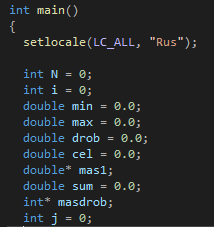 int main()
{
setlocale(LC_ALL, "Rus");
int N = 0;
int i = 0;
double min = 0.0;
double max = 0.0;
double drob = 0.0;
double cel = 0.0;
double* mas1;
double sum = 0.0;
int* masdrob;
int j = 0;